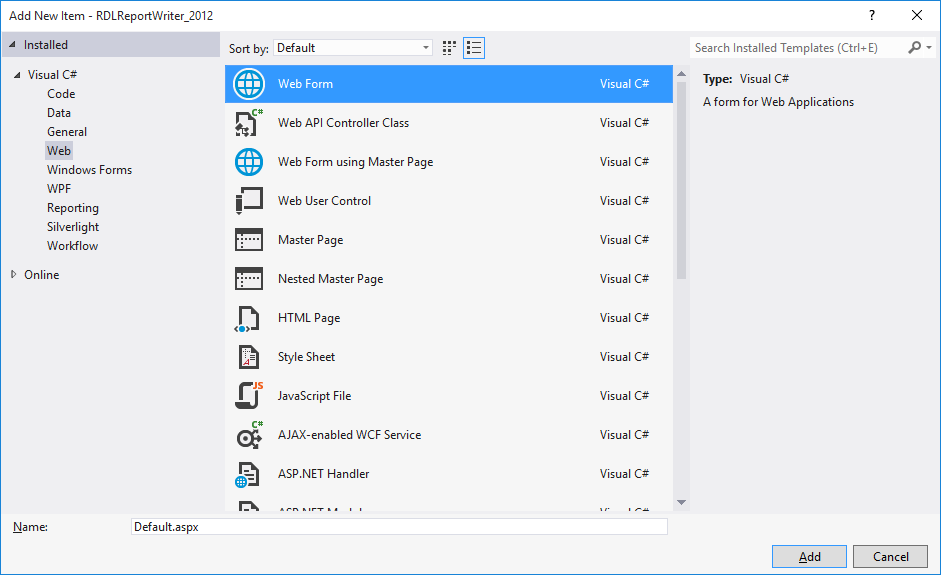 Add New Item - RDLReportWriter_2012
? 
Installed
Sort by: Default
Search Installed Templates (Ctrl+E)
Visual C#
Code
Data
General
Web
Windows Forms
WPF
Reporting
Silverlight
Workflow
Online
Web Form Visual C#
C# Web API Controller Class Visual C#
Web Form using Master Page Visual C#
Web User Control Visual C#
Master Page Visual C#
Nested Master Page Visual C#
HTML Page Visual C#
Style Sheet Visual C#
JS JavaScript File Visual C#
C# AJAX-enabled WCF Service Visual C#
ASP.NET Handler Visual C#
ASP.NET Visual C#
Type: Visual C#
A form for Web Applications
Name: Default.aspx
Add Cancel